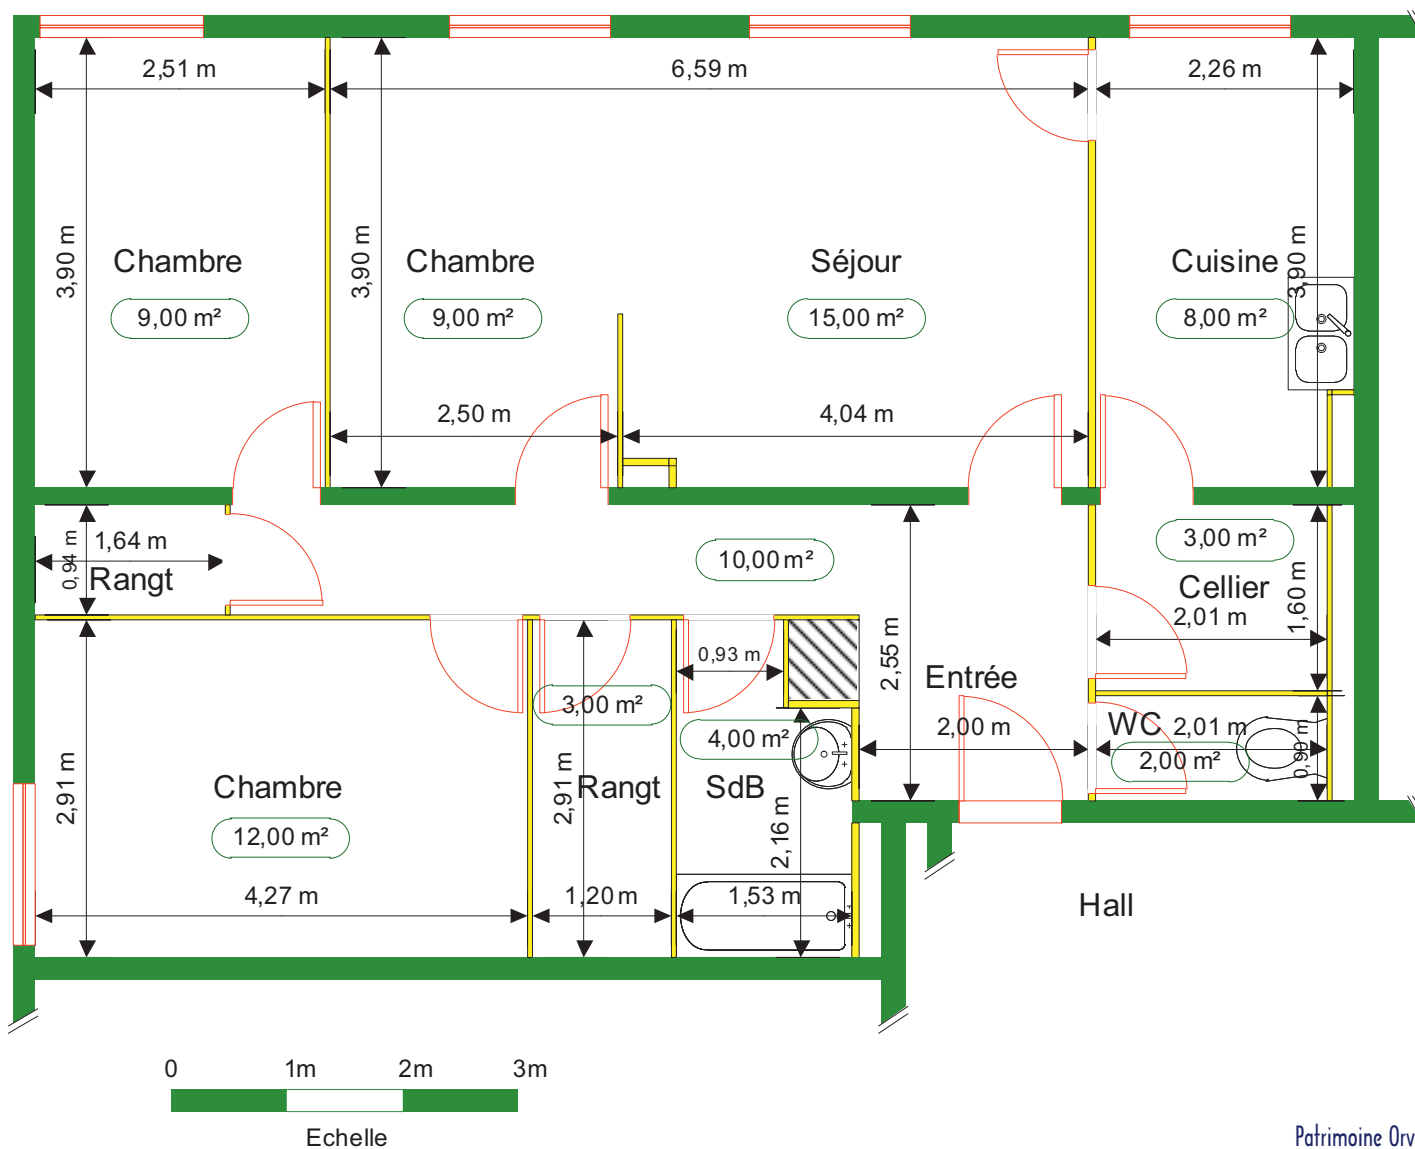 2,51 m
6,59 m
2,26 m
3,90 m
3,90 m
3,90 m
Chambre
9,00 m²
Chambre
9,00 m²
Séjour
15,00 m²
Cuisine
8,00 m²
2,50 m
4,04 m
0,94 m
1,64 m
Rangt
10,00 m²
3,00 m²
Cellier
2,01 m
1,60 m
0,93 m
2,55 m
Entrée
2,00 m
WC
2,01 m
2,00 m²
0,90 m
3,00 m²
4,00 m²
2,91 m
Chambre
12,00 m²
4,27 m
2,91 m
Rangt
1,20 m
SdB
2,16 m
1,53 m
Hall
0 1m 2m 3m
Echelle
Patrimoine Orv